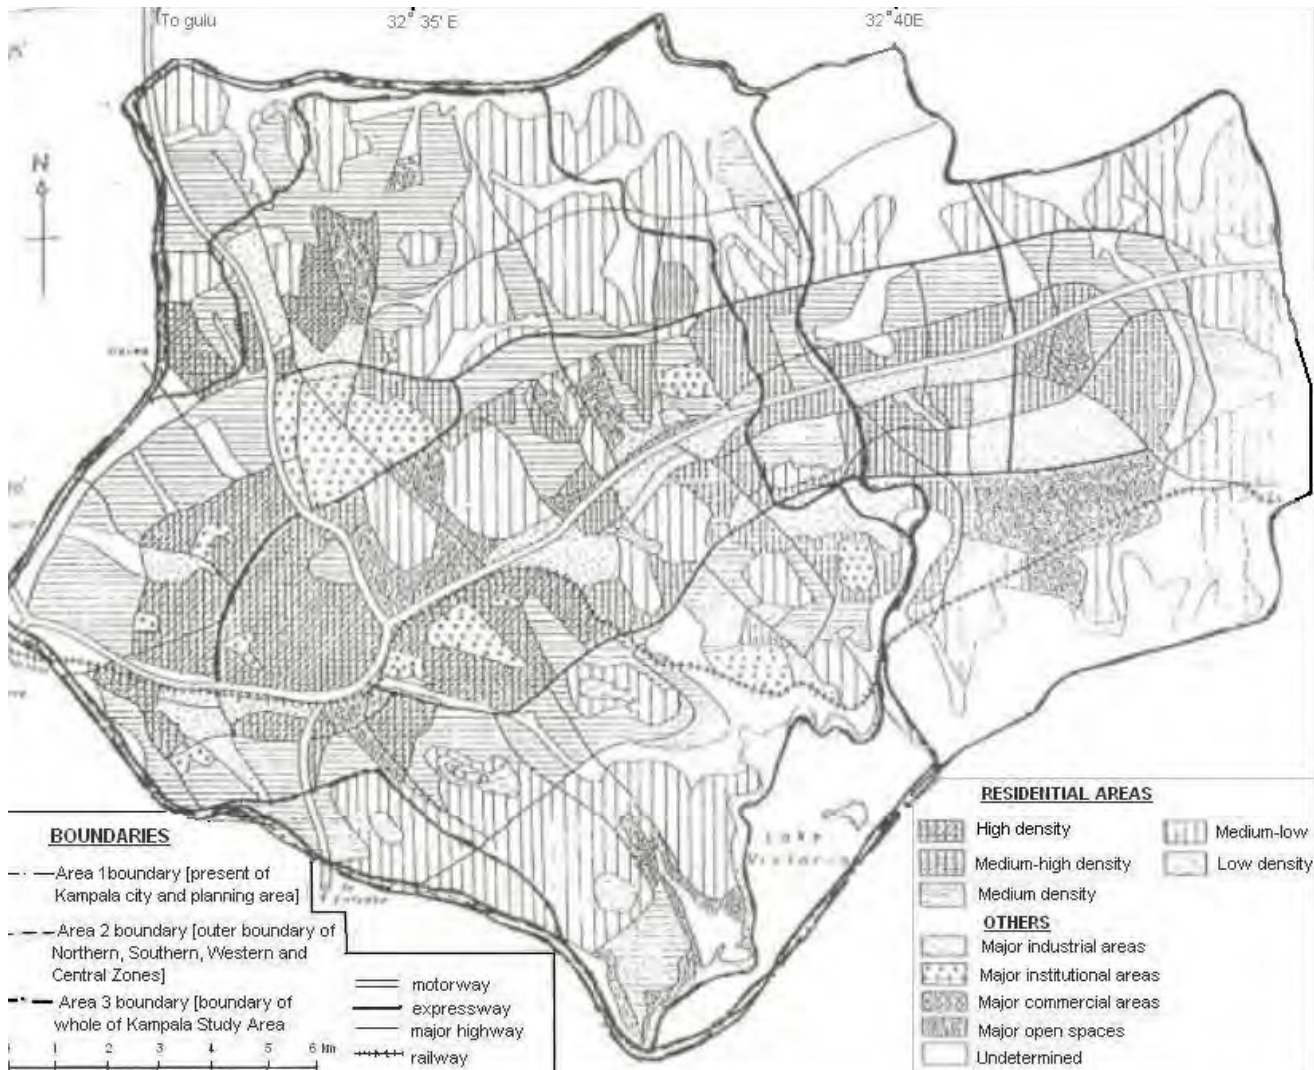 To gulu
32° 35' E
32° 40E
N
Lake
Victoria
BOUNDARIES
Area 1boundary [present of
Kampala city and planning area]
Area 2 boundary [outer boundary of
Northern, Southern, Western and
Central Zones]
Area 3 boundary [boundary of
whole of Kampala Study Area
1 2 3 4 5 6 km
motorway
expressway
major highway
railway
RESIDENTIAL AREAS
High density
Medium-high density
Medium density
Medium-low
Low density
OTHERS
Major industrial areas
Major institutional areas
Major commercial areas
Major open spaces
Undetermined